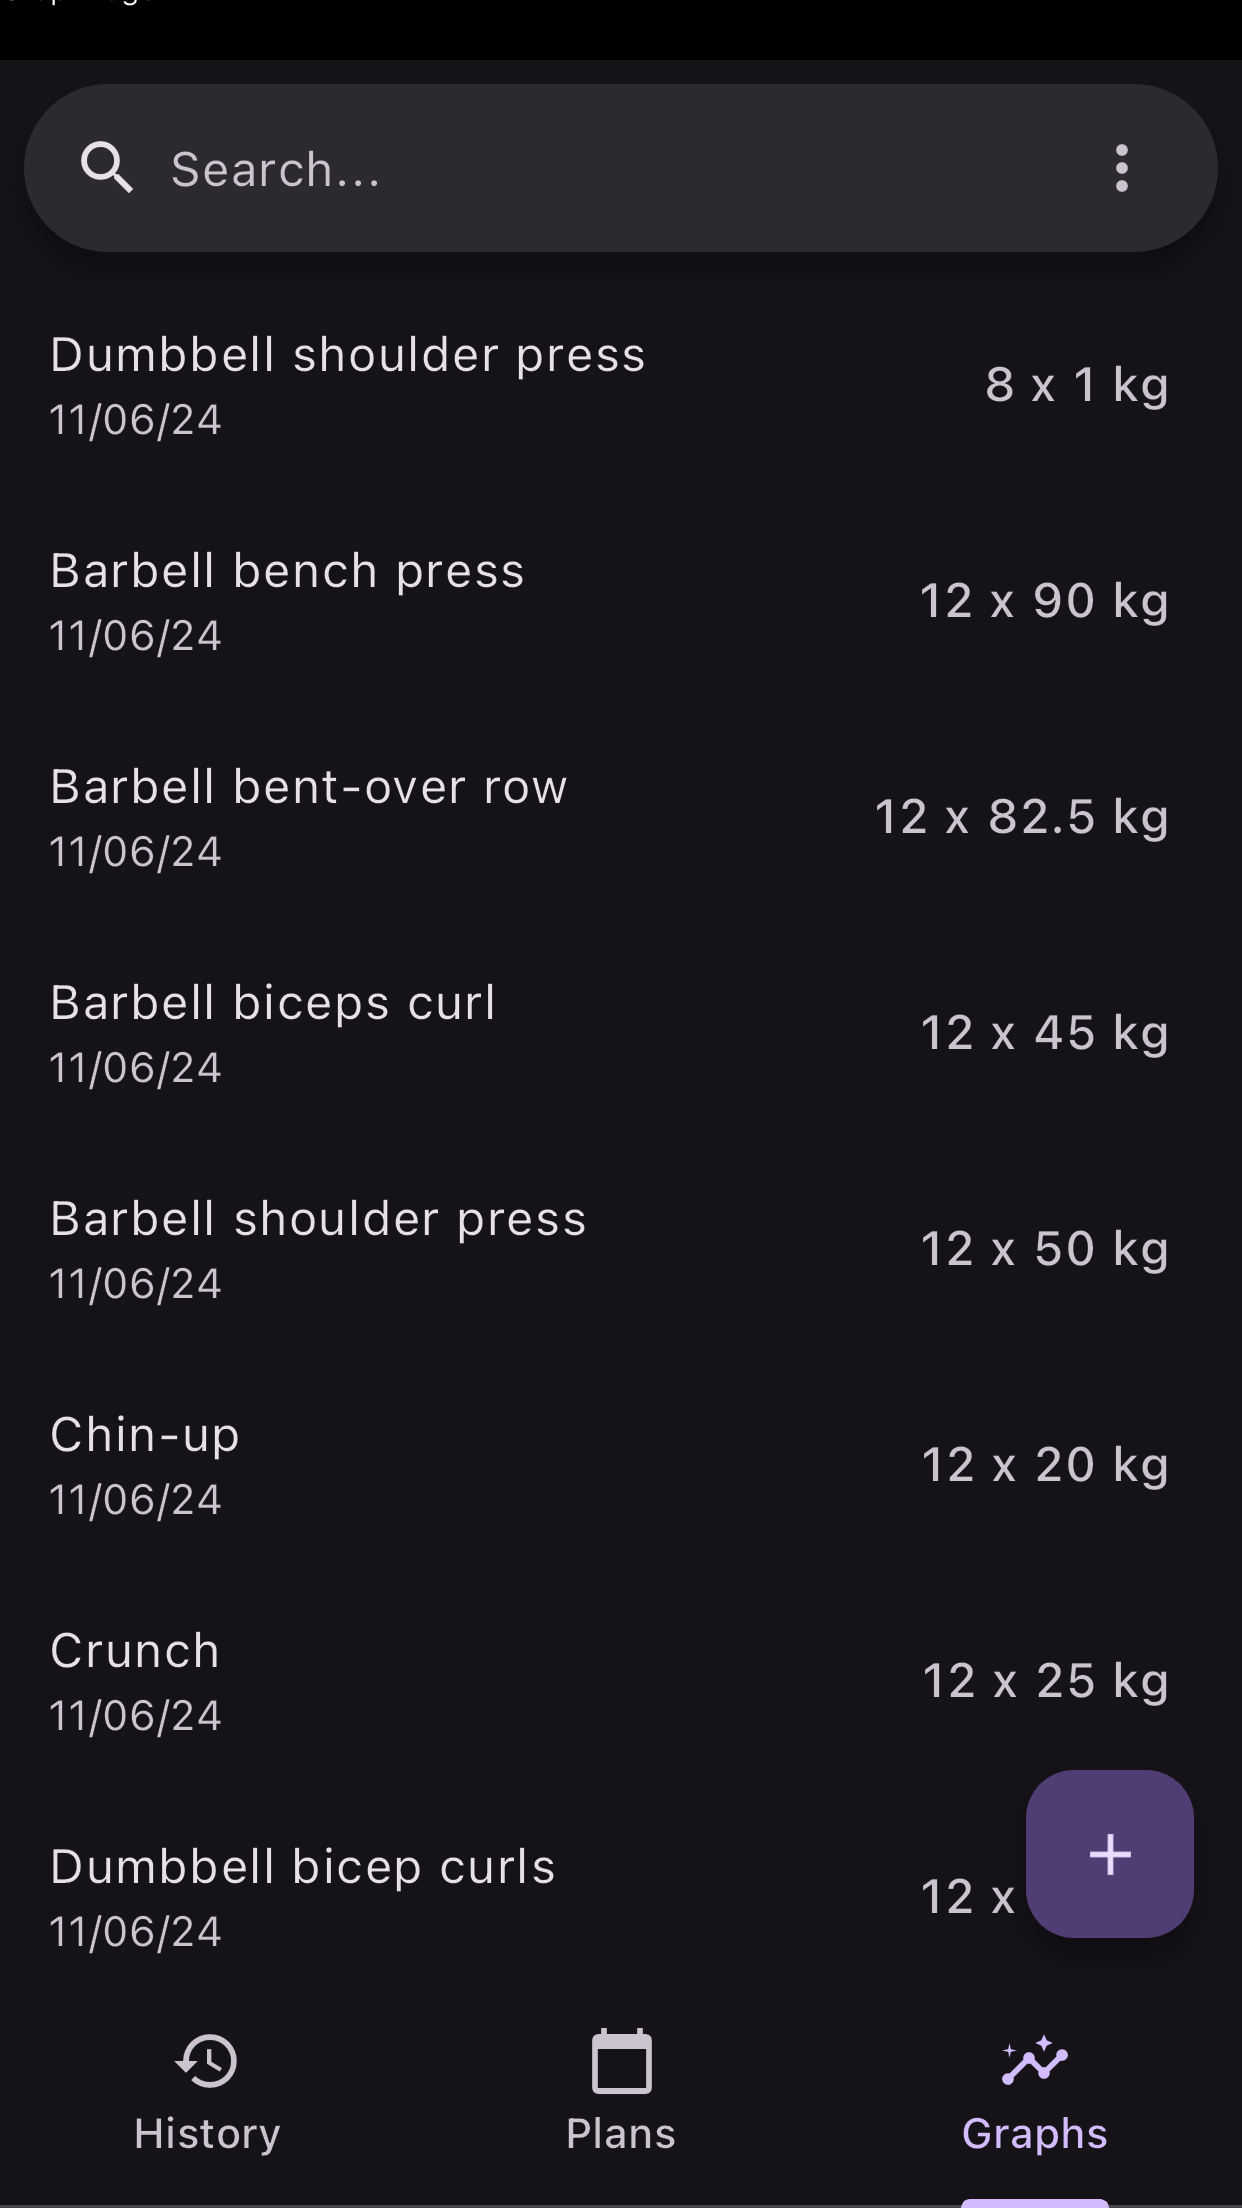 Search...
Dumbbell shoulder press
8 x 1 kg
11/06/24
Barbell bench press
12 x 90 kg
11/06/24
Barbell bent-over row
12 x 82.5 kg
11/06/24
Barbell biceps curl
12 x 45 kg
11/06/24
Barbell shoulder press
12 x 50 kg
11/06/24
Chin-up
12 x 20 kg
11/06/24
Crunch
12 x 25 kg
11/06/24
Dumbbell bicep curls
12 x
11/06/24
History
Plans
Graphs